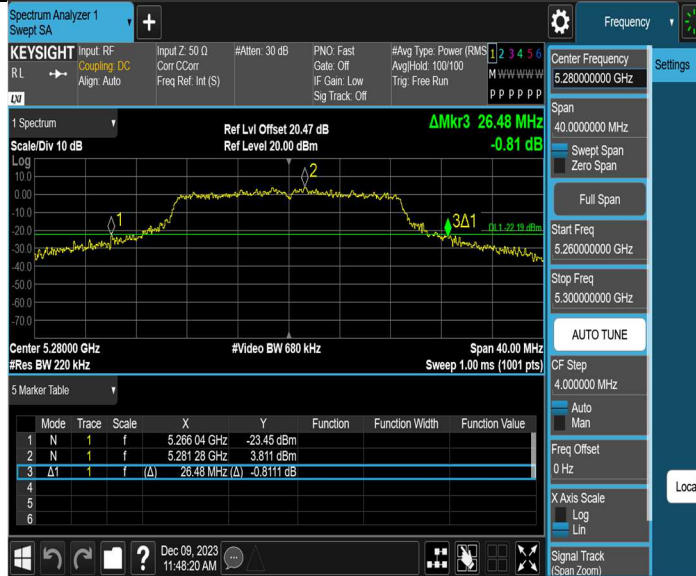 Spectrum Analyzer 1
Swept SA
+
Frequency
KEYSIGHT
RL
LXI
Input: RF
Coupling: DC
Align: Auto
Input Z: 50 Ω
Corr CCorr
Freq Ref: Int (S)
#Atten: 30 dB
PNO: Fast
Gate: Off
IF Gain: Low
Sig Track: Off
#Avg Type: Power (RMS
Avg|Hold: 100/100
Trig: Free Run
1 2 3 4 5 6
M W W W W W
P P P P P P
1 Spectrum
Scale/Div 10 dB
Ref Lvl Offset 20.47 dB
Ref Level 20.00 dBm
ΔMkr3 26.48 MHz
-0.81 dB
Log
10.0
0.00
-10.0
-20.0
-30.0
-40.0
-50.0
-60.0
-70.0
1
2
3Δ1
DL1 -22.19 dBm
Center 5.28000 GHz
#Res BW 220 kHz
#Video BW 680 kHz
Span 40.00 MHz
Sweep 1.00 ms (1001 pts)
5 Marker Table
Mode Trace Scale X Y Function Function Width Function Value
1 N 1 f 5.266 04 GHz -23.45 dBm
2 N 1 f 5.281 28 GHz 3.811 dBm
3 Δ1 1 f (Δ) 26.48 MHz (Δ) -0.8111 dB
4
5
6
?
Dec 09, 2023
11:48:20 AM
Center Frequency
5.280000000 GHz
Span
40.0000000 MHz
Swept Span
Zero Span
Full Span
Start Freq
5.260000000 GHz
Stop Freq
5.300000000 GHz
AUTO TUNE
CF Step
4.000000 MHz
Auto
Man
Freq Offset
0 Hz
X Axis Scale
Log
Lin
Signal Track
(Span Zoom)
Settings
Loca